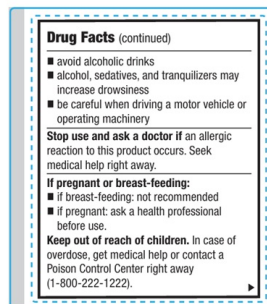 Drug Facts (continued)
■ avoid alcoholic drinks
■ alcohol, sedatives, and tranquilizers may
increase drowsiness
■ be careful when driving a motor vehicle or
operating machinery
Stop use and ask a doctor if an allergic
reaction to this product occurs. Seek
medical help right away.
If pregnant or breast-feeding:
■ if breast-feeding: not recommended
■ if pregnant: ask a health professional
before use.
Keep out of reach of children. In case of
overdose, get medical help or contact a
Poison Control Center right away
(1-800-222-1222).